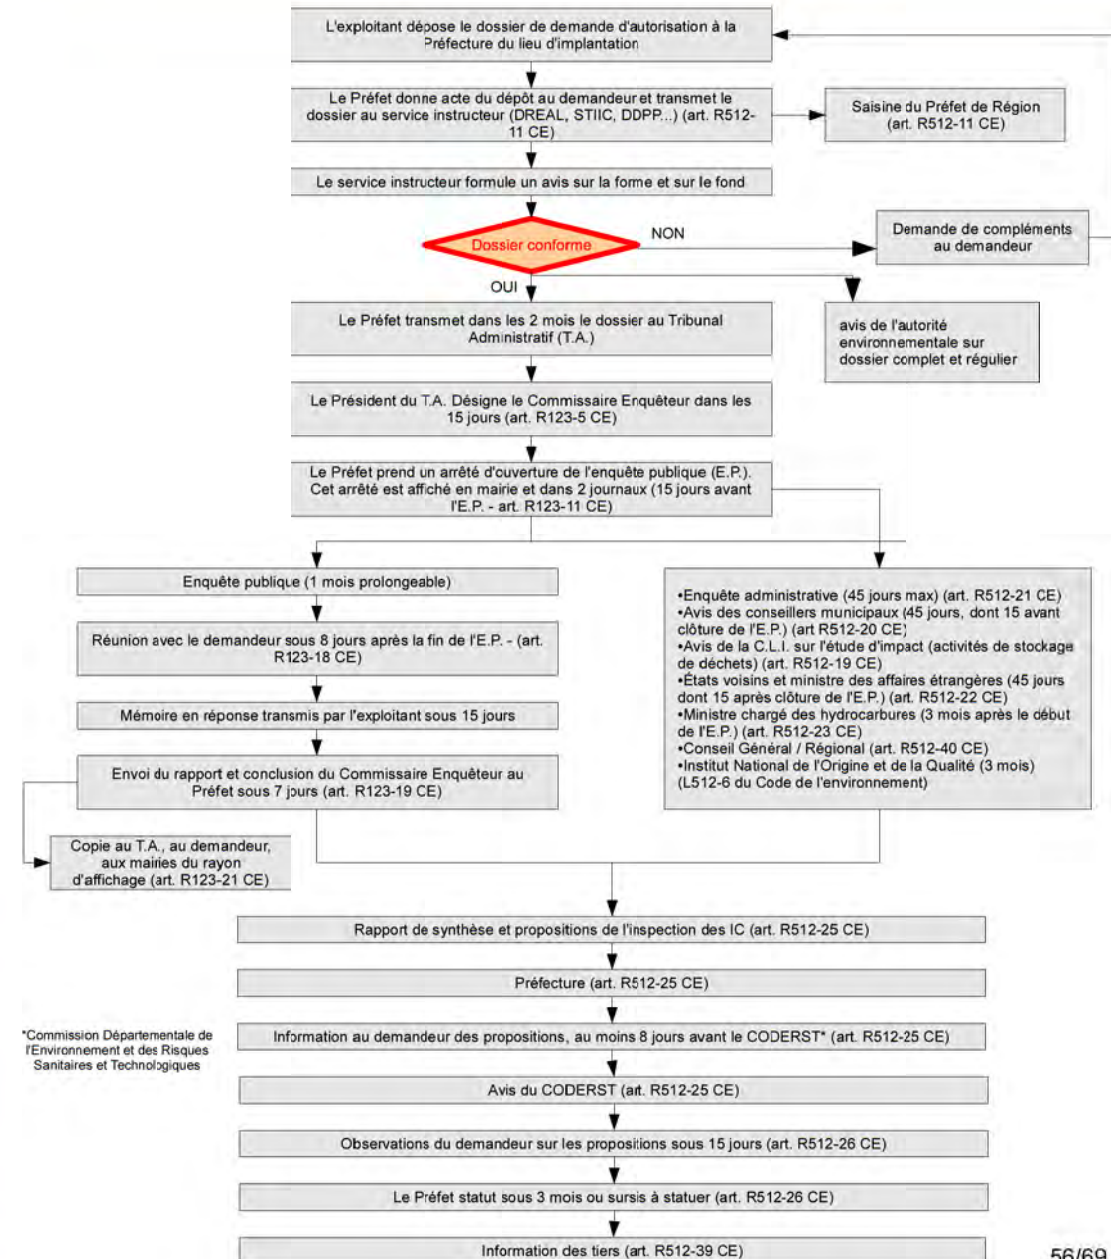 L'exploitant dépose le dossier de demande d'autorisation à la
Préfecture du lieu d'implantation
Le Préfet donne acte du dépôt au demandeur et transmet le
dossier au service instructeur (DREAL, STIIC, DDPP...) (art. R512-
11 CE)
Saisine du Préfet de Région
(art. R512-11 CE)
Le service instructeur formule un avis sur la forme et sur le fond
Dossier conforme
NON
Demande de compléments
au demandeur
OUI
Le Préfet transmet dans les 2 mois le dossier au Tribunal
Administratif (T.A.)
avis de l'autorité
environnementale sur
dossier complet et régulier
Le Président du T.A. Désigne le Commissaire Enquêteur dans les
15 jours (art. R123-5 CE)
Le Préfet prend un arrêté d'ouverture de l'enquête publique (E.P.).
Cet arrêté est affiché en mairie et dans 2 journaux (15 jours avant
l'E.P. - art. R123-11 CE)
Enquête publique (1 mois prolongeable)
Réunion avec le demandeur sous 8 jours après la fin de l'E.P. - (art.
R123-18 CE)
Mémoire en réponse transmis par l'exploitant sous 15 jours
Envoi du rapport et conclusion du Commissaire Enquêteur au
Préfet sous 7 jours (art. R123-19 CE)
Copie au T.A., au demandeur,
aux mairies du rayon
d'affichage (art. R123-21 CE)
•Enquête administrative (45 jours max) (art. R512-21 CE)
•Avis des conseillers municipaux (45 jours, dont 15 avant
clôture de l'E.P.) (art R512-20 CE)
•Avis de la C.L.I. sur l'étude d'impact (activités de stockage
de déchets) (art. R512-19 CE)
•États voisins et ministre des affaires étrangères (45 jours
dont 15 après clôture de l'E.P.) (art. R512-22 CE)
•Ministre chargé des hydrocarbures (3 mois après le début
de l'E.P.) (art. R512-23 CE)
•Conseil Général / Régional (art. R512-40 CE)
•Institut National de l'Origine et de la Qualité (3 mois)
(L512-6 du Code de l'environnement)
Rapport de synthèse et propositions de l'inspection des IC (art. R512-25 CE)
Préfecture (art. R512-25 CE)
*Commission Départementale de
l'Environnement et des Risques
Sanitaires et Technologiques
Information au demandeur des propositions, au moins 8 jours avant le CODERST* (art. R512-25 CE)
Avis du CODERST (art. R512-25 CE)
Observations du demandeur sur les propositions sous 15 jours (art. R512-26 CE)
Le Préfet statut sous 3 mois ou sursis à statuer (art. R512-26 CE)
Information des tiers (art. R512-39 CE)
56/69